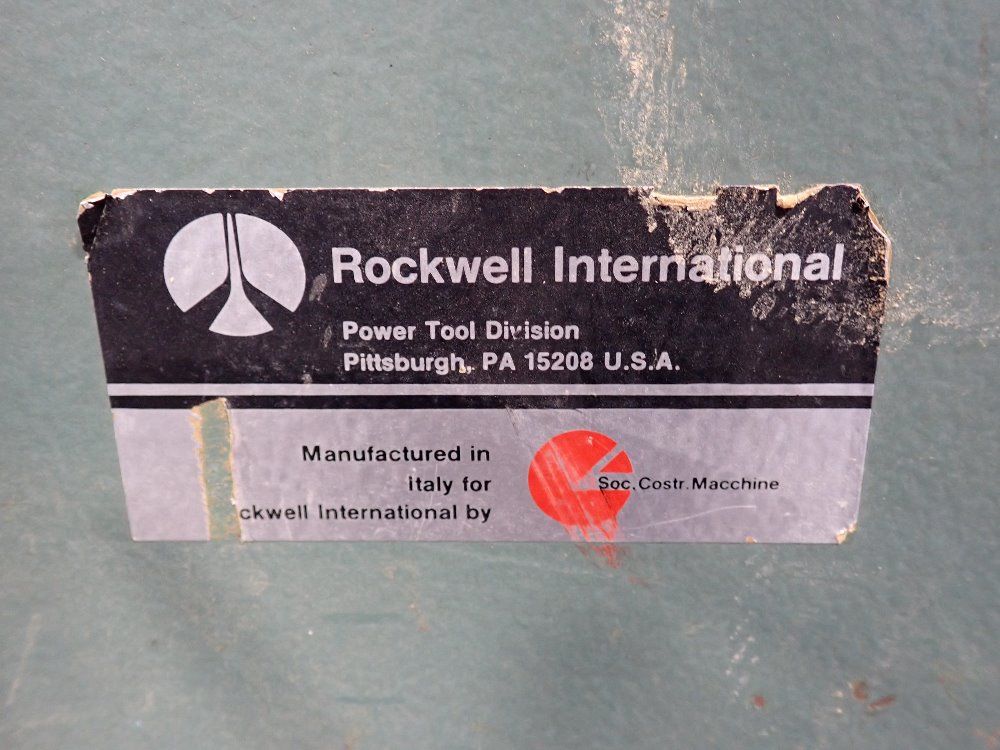 Rockwell International
Power Tool Division
Pittsburgh, PA 15208 U.S.A.
Manufactured in
Italy for
ckwell International by
Soc. Costr. Macchine